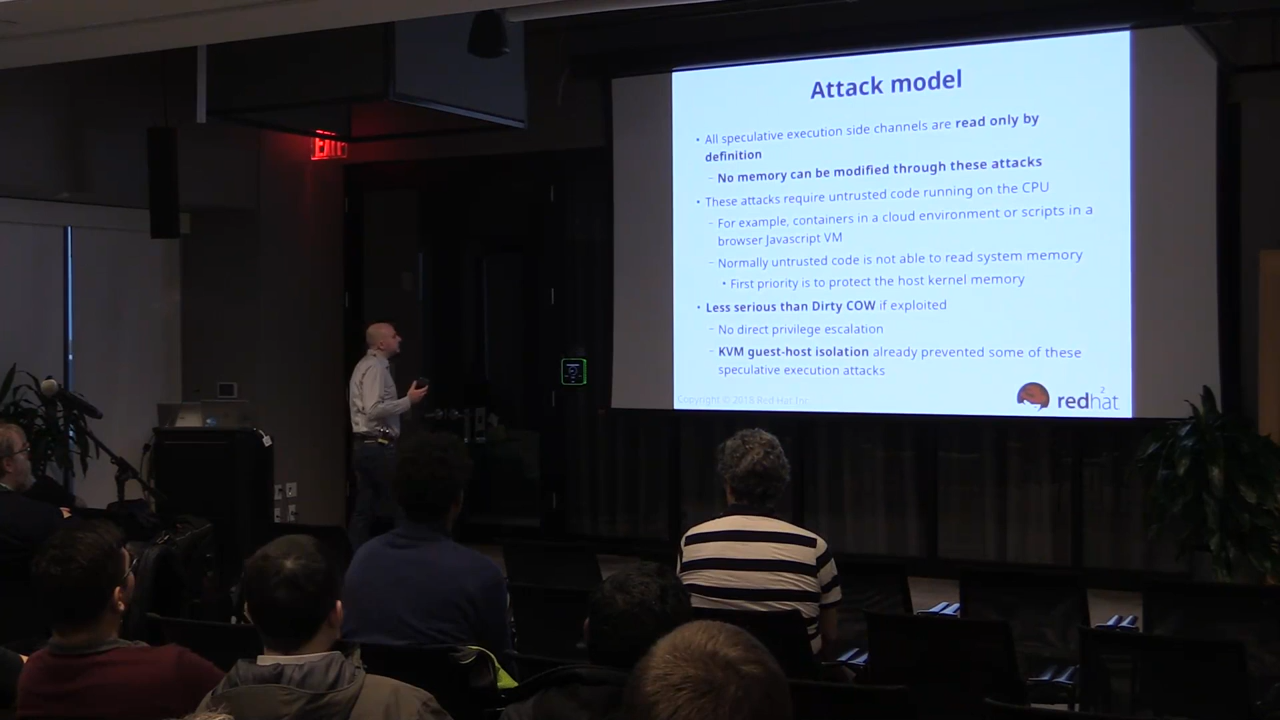 EXIT
Attack model
• All speculative execution side channels are read only by
definition
– No memory can be modified through these attacks
• These attacks require untrusted code running on the CPU
– For example, containers in a cloud environment or scripts in a
browser Javascript VM
– Normally untrusted code is not able to read system memory
• First priority is to protect the host kernel memory
• Less serious than Dirty COW if exploited
– No direct privilege escalation
– KVM guest-host isolation already prevented some of these
speculative execution attacks
Copyright © 2018 Red Hat Inc.
2
redhat